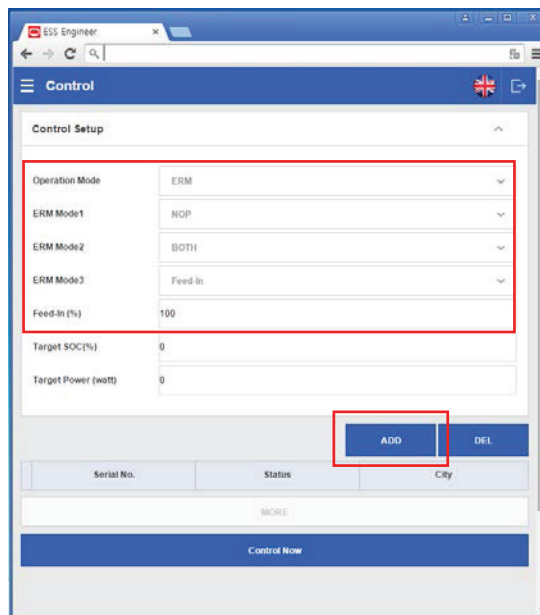 ESS Engineer
Control
Control Setup
Operation Mode ERM
ERM Mode1 NOP
ERM Mode2 BOTH
ERM Mode3 Feed-In
Feed-In (%) 100
Target SOC(%) 0
Target Power (watt) 0
ADD DEL
Serial No. Status City
MORE
Control Now